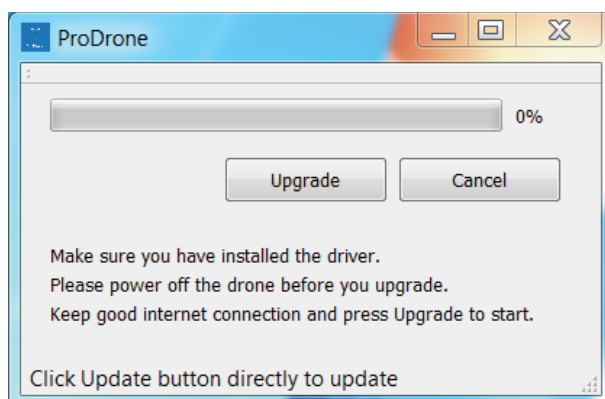 ProDrone
0%
Upgrade
Cancel
Make sure you have installed the driver.
Please power off the drone before you upgrade.
Keep good internet connection and press Upgrade to start.
Click Update button directly to update